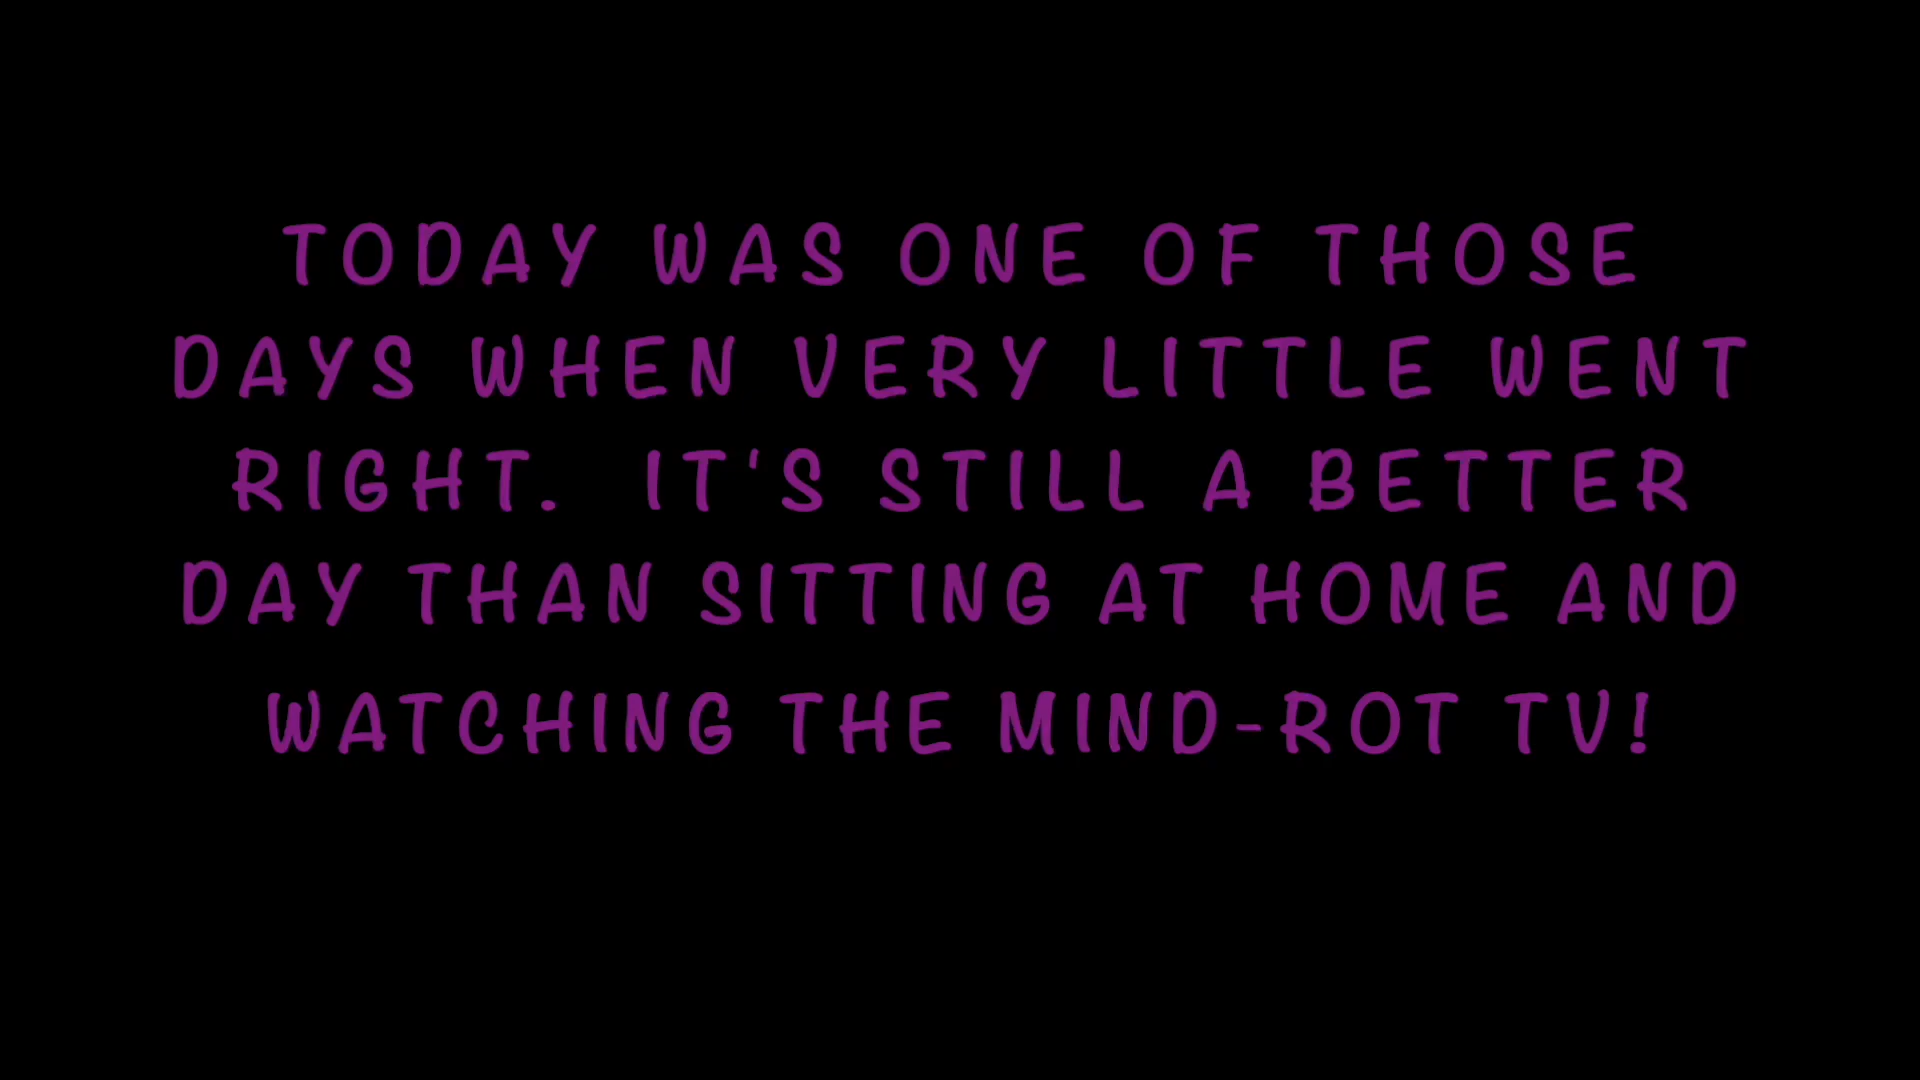 TODAY WAS ONE OF THOSE
DAYS WHEN VERY LITTLE WENT
RIGHT.  IT'S STILL A BETTER
DAY THAN SITTING AT HOME AND
WATCHING THE MIND-ROT TV!